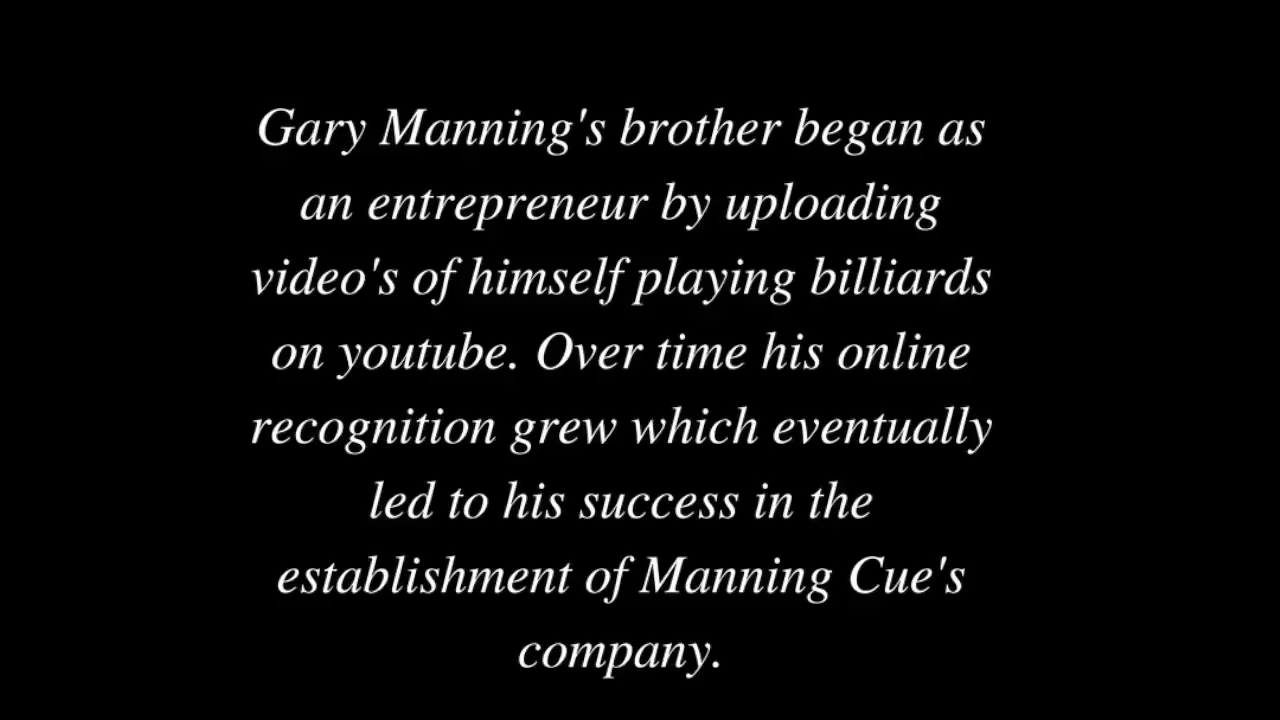 Gary Manning's brother began as
an entrepreneur by uploading
video's of himself playing billiards
on youtube. Over time his online
recognition grew which eventually
led to his success in the
establishment of Manning Cue's
company.